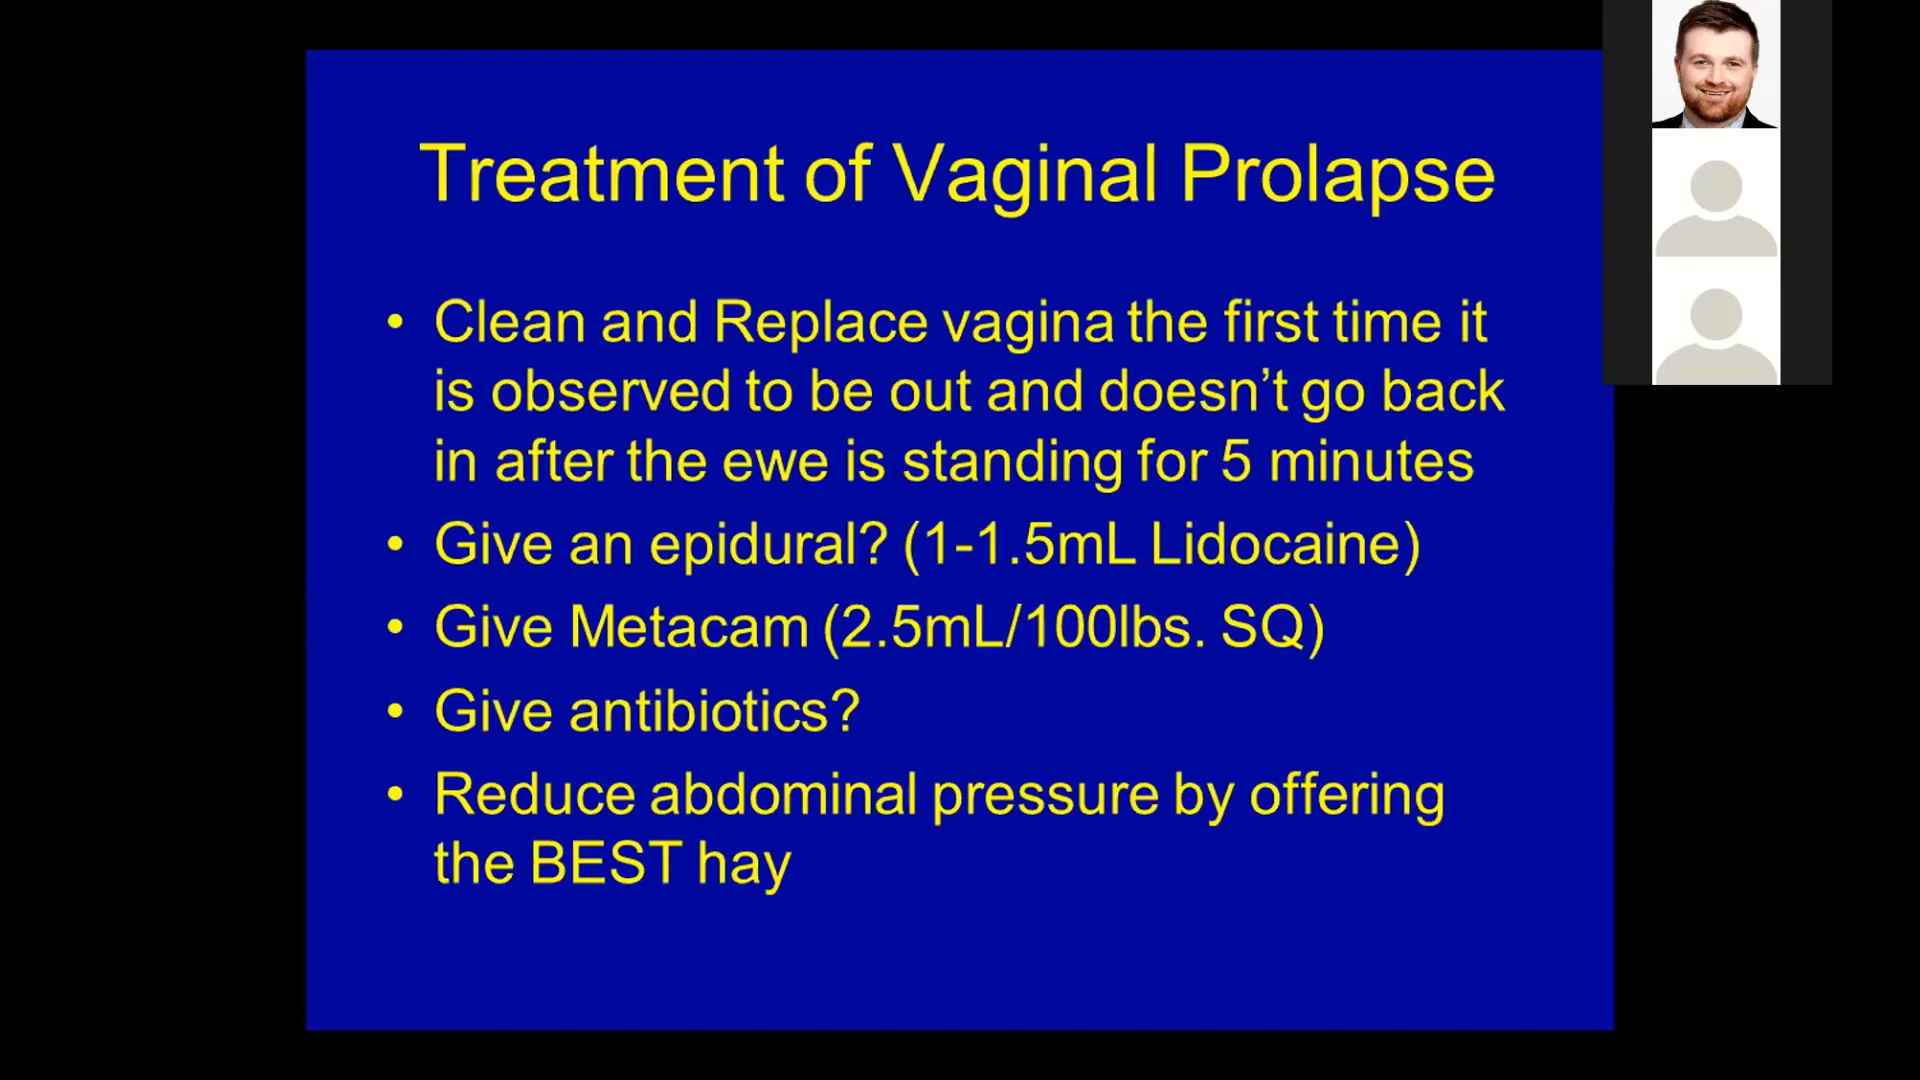 Treatment of Vaginal Prolapse
• Clean and Replace vagina the first time it
is observed to be out and doesn’t go back
in after the ewe is standing for 5 minutes
• Give an epidural? (1-1.5mL Lidocaine)
• Give Metacam (2.5mL/100lbs. SQ)
• Give antibiotics?
• Reduce abdominal pressure by offering
the BEST hay